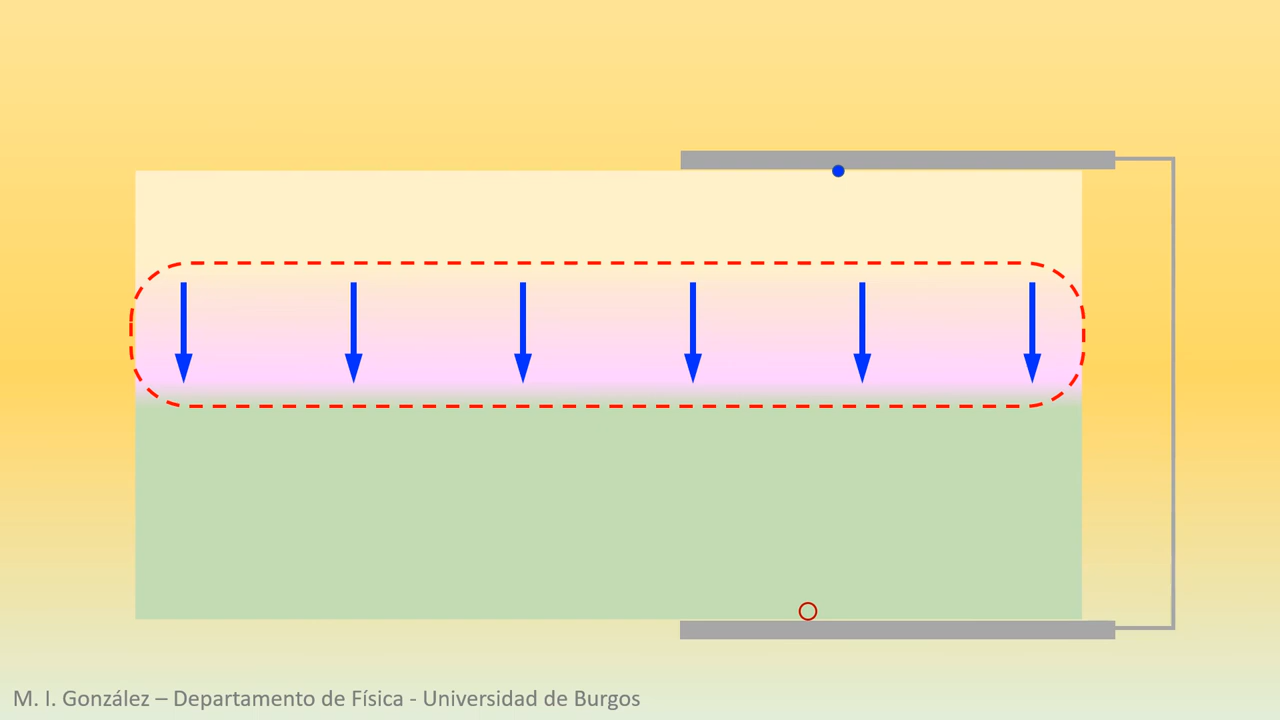 M. I. González – Departamento de Física - Universidad de Burgos